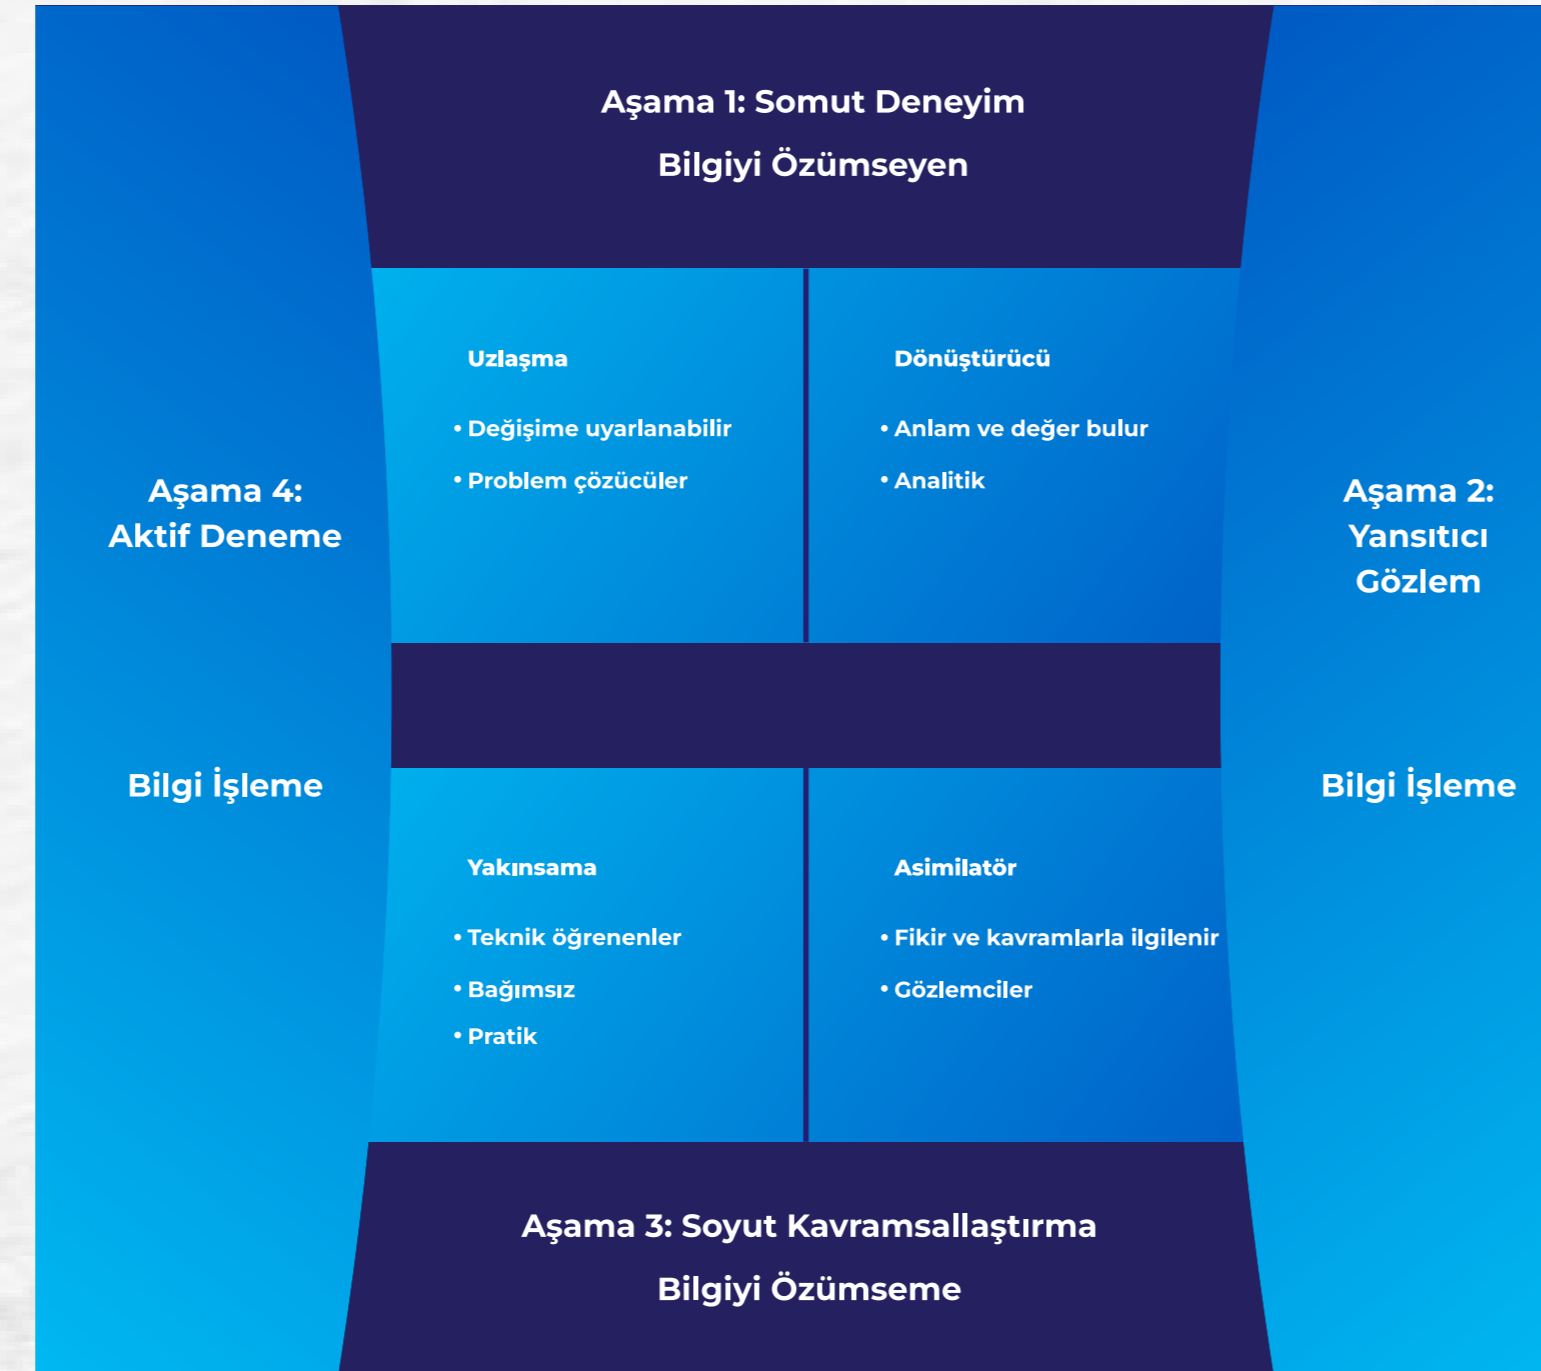 Aşama 1: Somut Deneyim
Bilgiyi Özümseyen
Uzlaşma
• Değişime uyarlanabilir
• Problem çözücüler
Dönüştürücü
• Anlam ve değer bulur
• Analitik
Aşama 4:
Aktif Deneme
Bilgi İşleme
Aşama 2:
Yansıtıcı
Gözlem
Bilgi İşleme
Yakınsama
• Teknik öğrenenler
• Bağımsız
• Pratik
Asimilatör
• Fikir ve kavramlarla ilgilenir
• Gözlemciler
Aşama 3: Soyut Kavramsallaştırma
Bilgiyi Özümseme